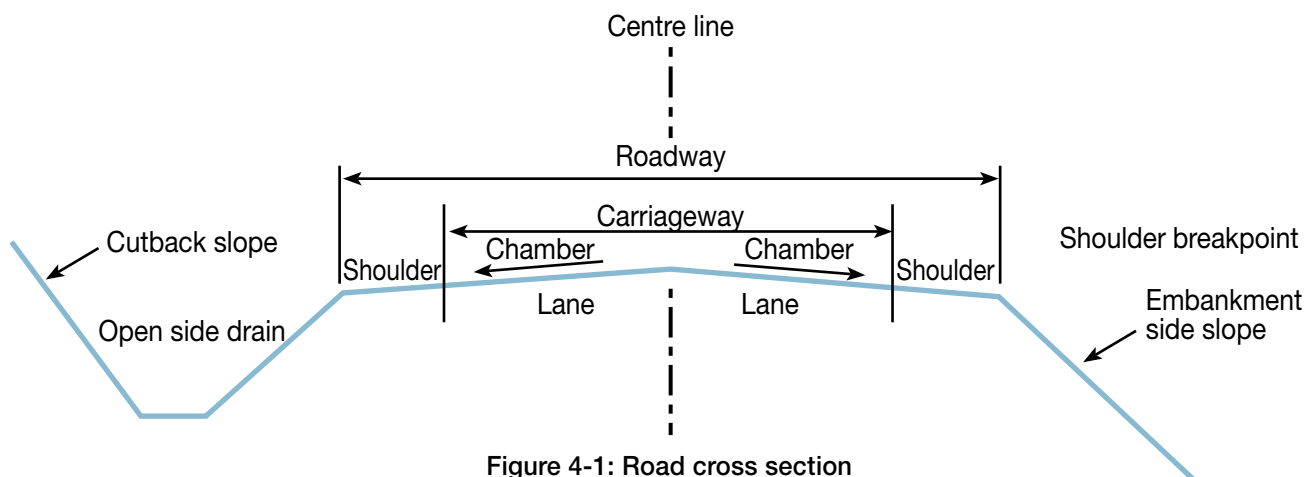 Centre line
Roadway
Carriageway
Cutback slope
Chamber
Chamber
Shoulder breakpoint
Shoulder
Shoulder
Lane
Lane
Embankment
side slope
Open side drain
Figure 4-1: Road cross section